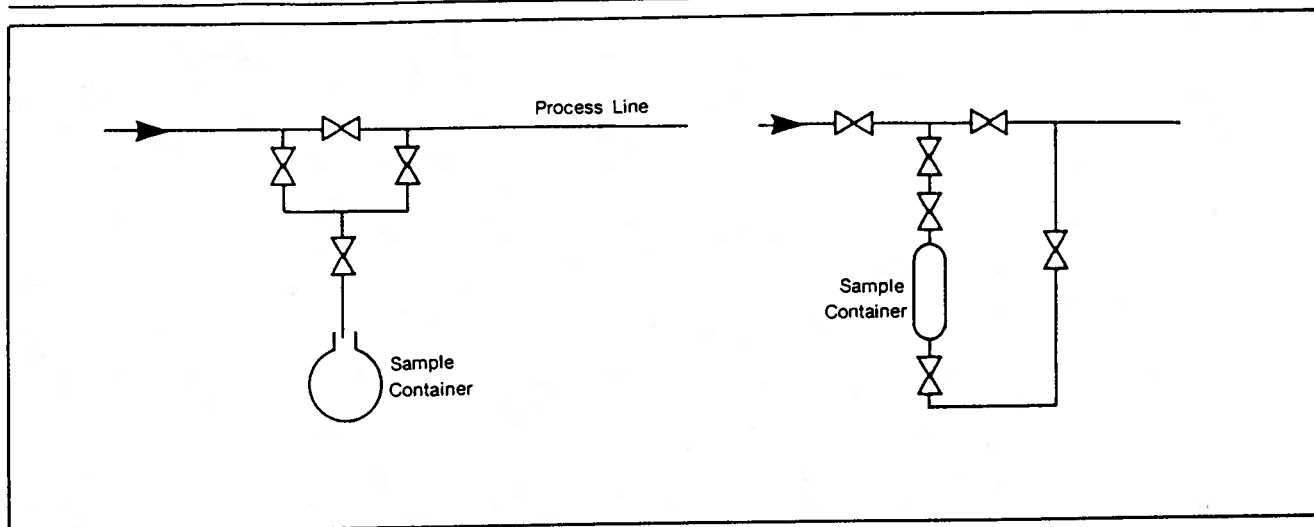 Process Line
Sample
Container
Sample
Container